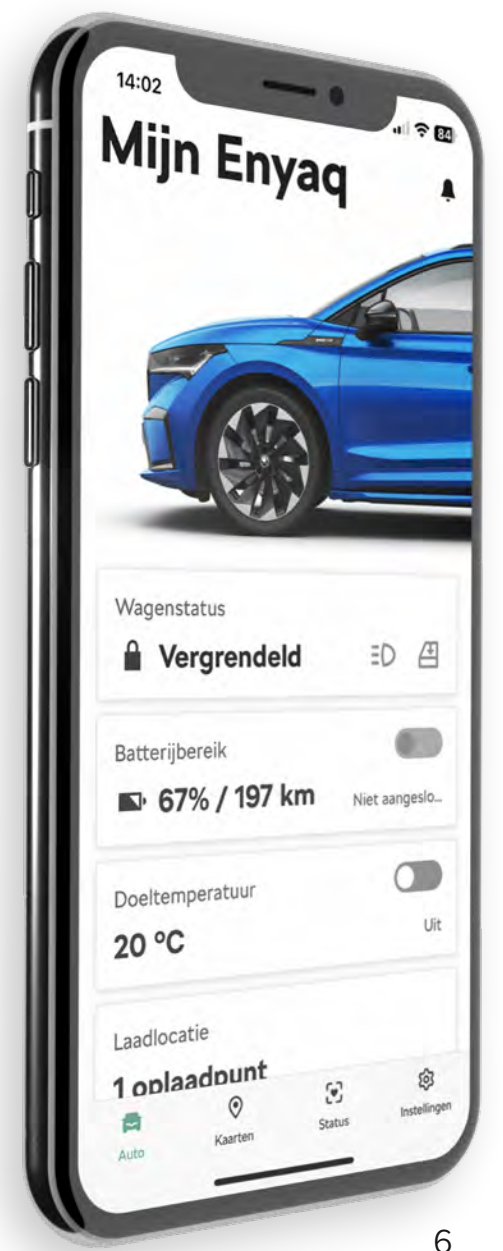 14:02
84
Mijn Enyaq
Wagenstatus
Vergrendeld
Batterijbereik
67% / 197 km
Niet aangeslo...
Doeltemperatuur
20 °C
Uit
Laadlocatie
1 oplaadpunt
Auto
Kaarten
Status
Instellingen
6